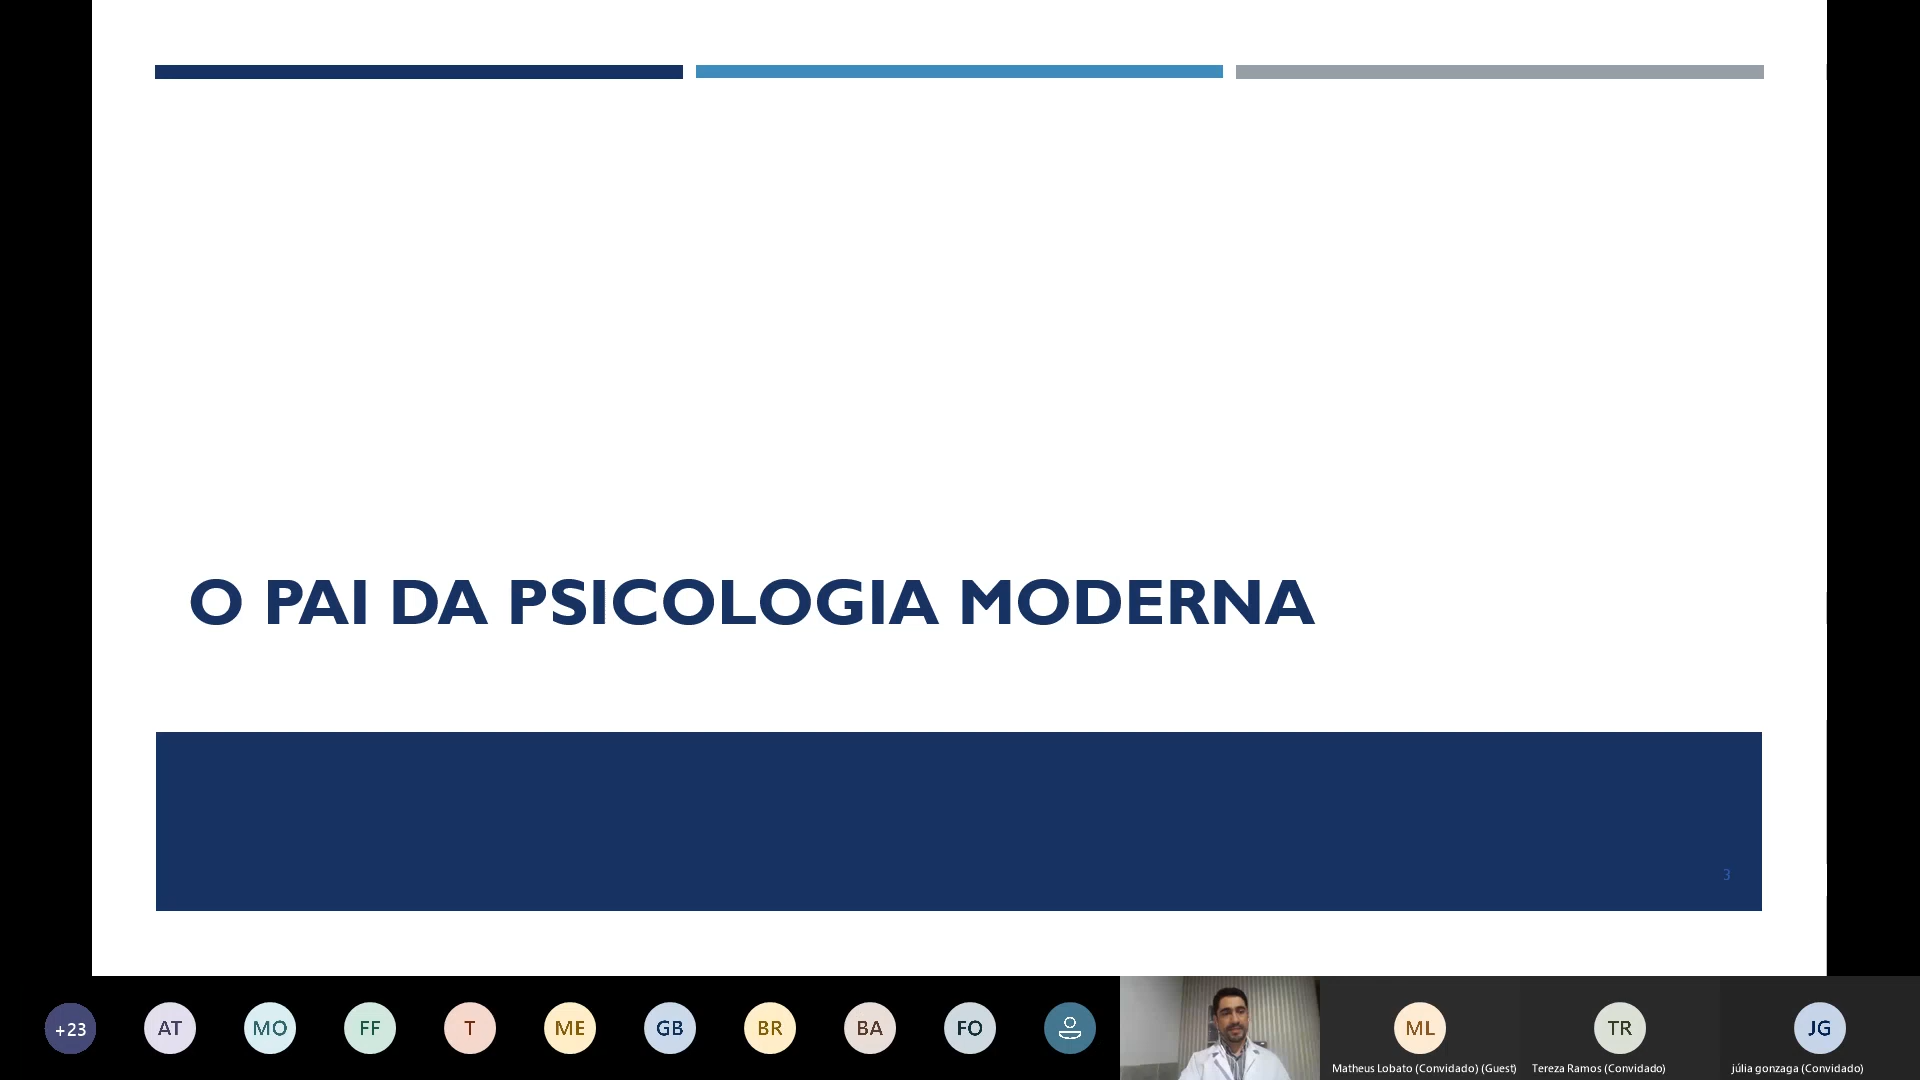 O PAI DA PSICOLOGIA MODERNA
3
+23 AT MO FF T ME GB BR BA FO ML TR JG
Matheus Lobato (Convidado) (Guest) Tereza Ramos (Convidado) júlia gonzaga (Convidado)